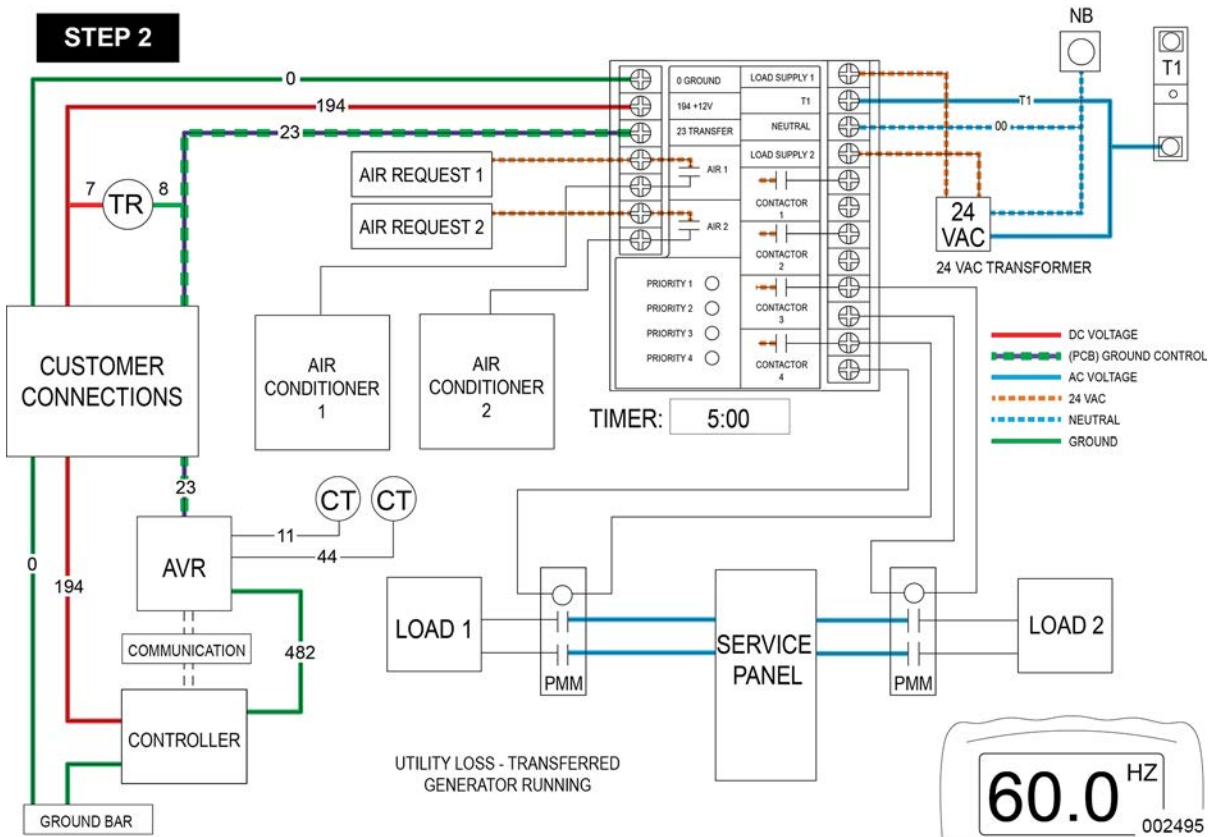 STEP 2
NB
T1
0
194
23
7
TR
8
AIR REQUEST 1
AIR REQUEST 2
0 GROUND
194 +12V
23 TRANSFER
AIR 1
AIR 2
LOAD SUPPLY 1
T1
NEUTRAL
LOAD SUPPLY 2
CONTACTOR
1
CONTACTOR
2
CONTACTOR
3
CONTACTOR
4
PRIORITY 1
PRIORITY 2
PRIORITY 3
PRIORITY 4
T1
00
24
VAC
24 VAC TRANSFORMER
CUSTOMER
CONNECTIONS
AIR
CONDITIONER
1
AIR
CONDITIONER
2
TIMER: 5:00
DC VOLTAGE
(PCB) GROUND CONTROL
AC VOLTAGE
24 VAC
NEUTRAL
GROUND
23
CT
CT
11
44
AVR
0
194
COMMUNICATION
482
CONTROLLER
GROUND BAR
LOAD 1
PMM
SERVICE
PANEL
PMM
LOAD 2
UTILITY LOSS - TRANSFERRED
GENERATOR RUNNING
60.0 HZ
002495